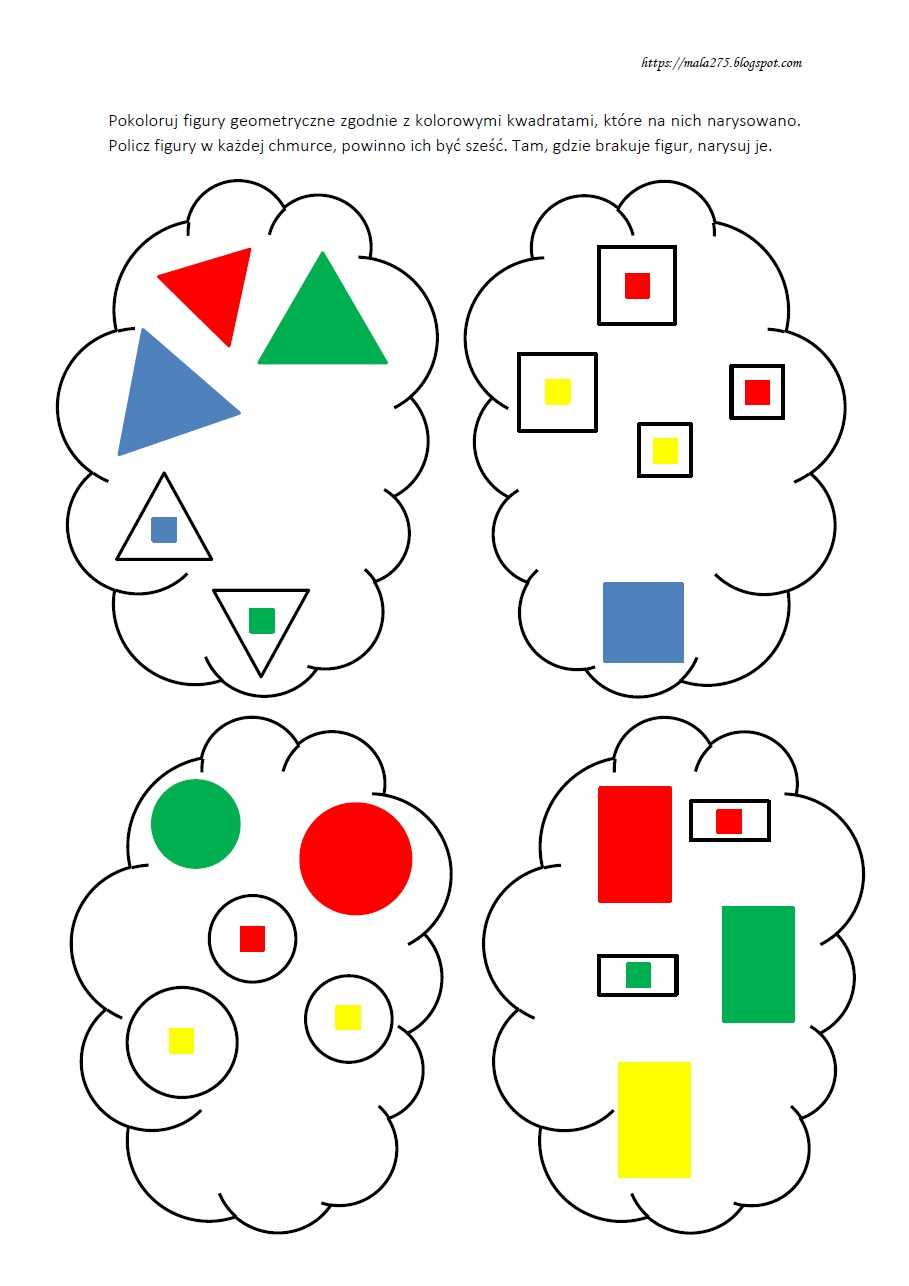 https://mala275.blogspot.com
Pokoloruj figury geometryczne zgodnie z kolorowymi kwadratami, które na nich narysowano.
Policz figury w każdej chmurce, powinno ich być sześć. Tam, gdzie brakuje figur, narysuj je.